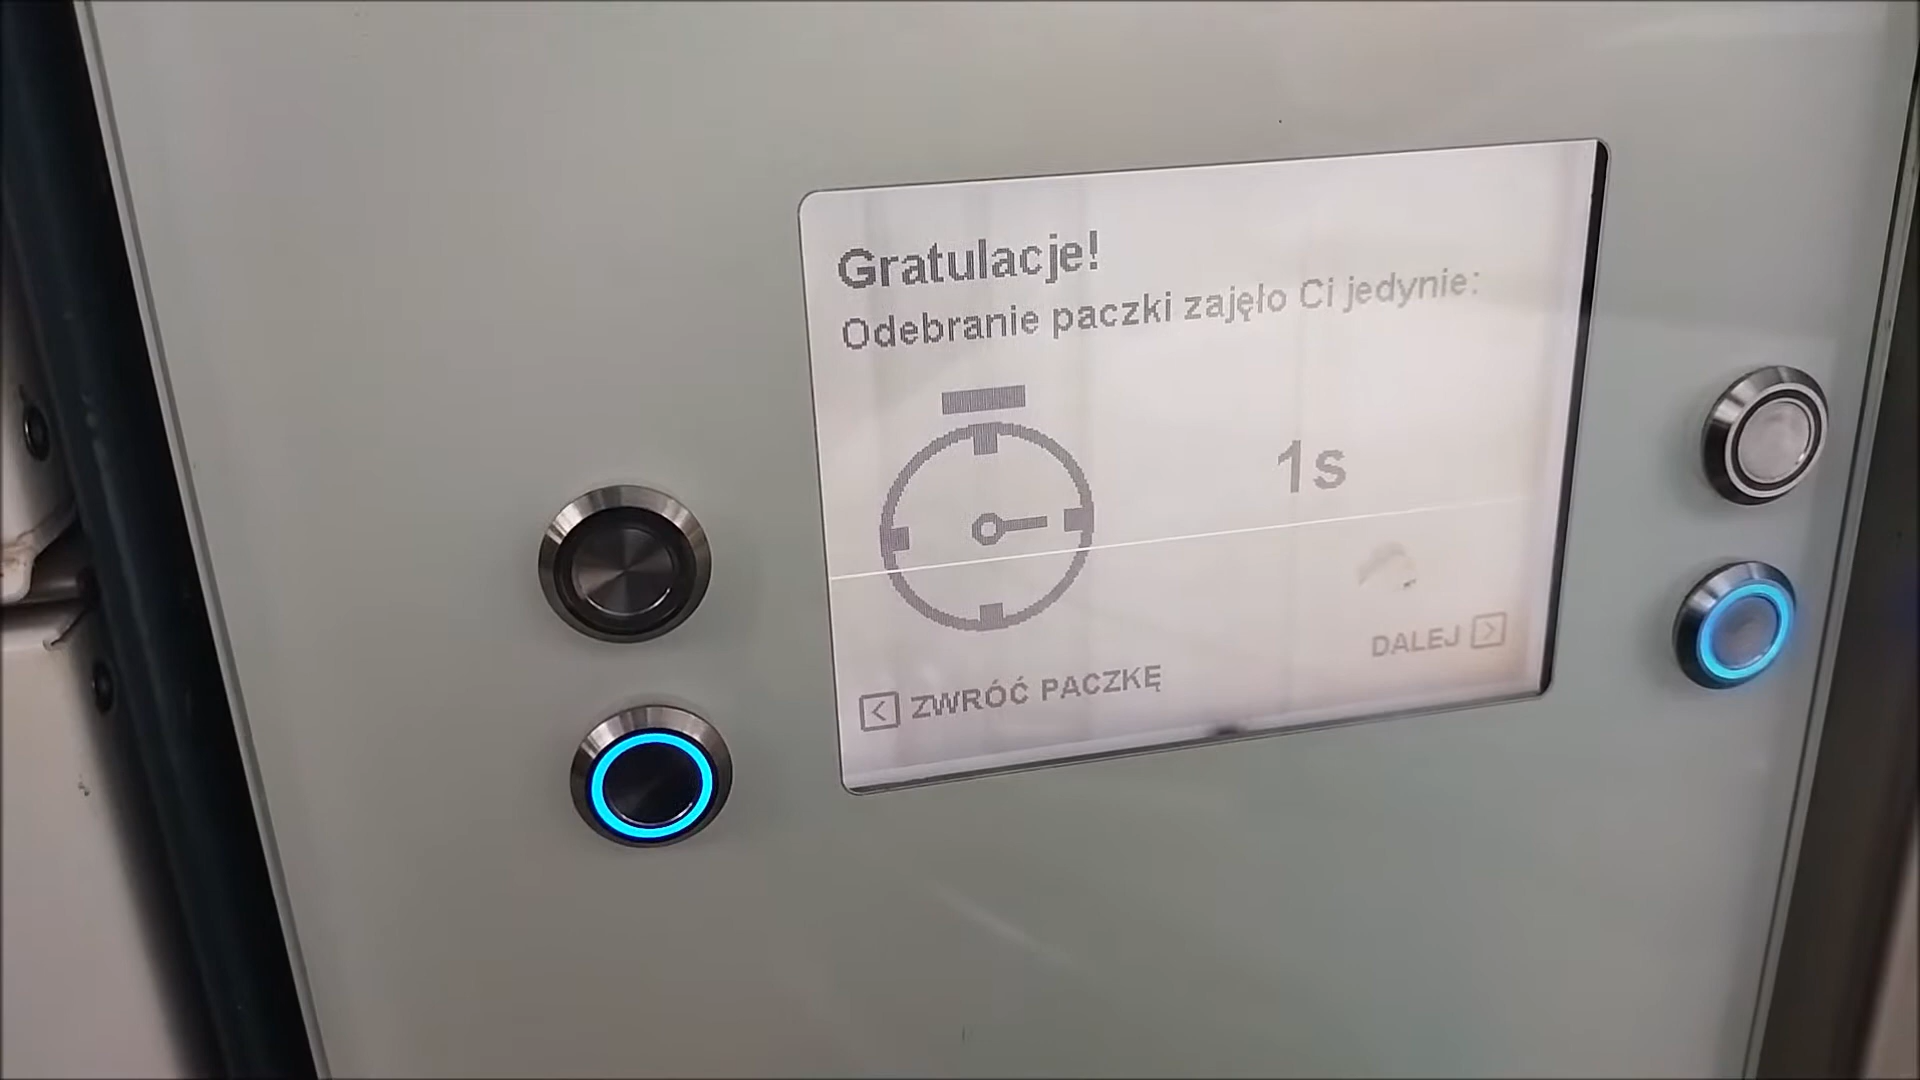 Gratulacje!
Odebranie paczki zajęło Ci jedynie:
1s
DALEJ >
< ZWRÓĆ PACZKĘ